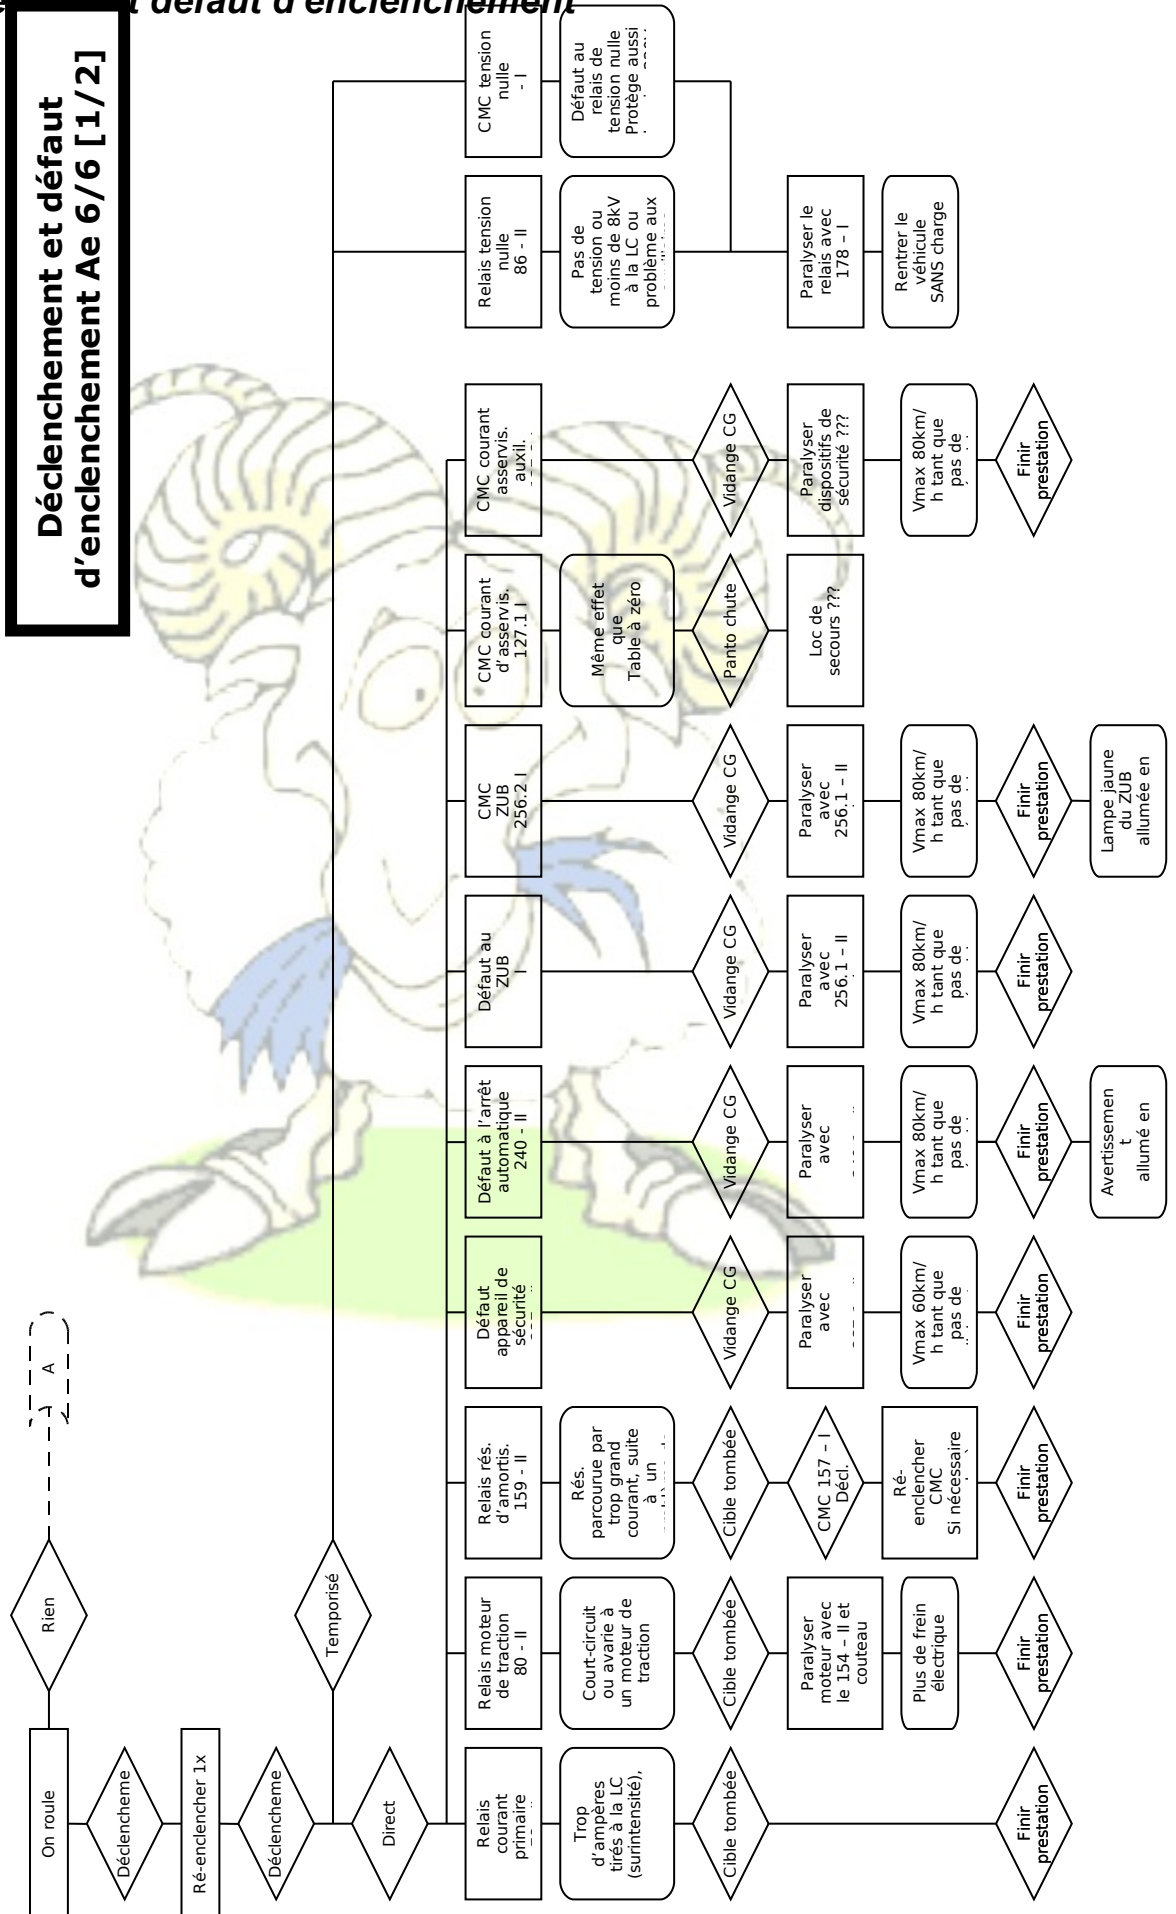 t défaut d'enclenchement
Déclenchement et défaut
d’enclenchement Ae 6/6 [1/2]
On roule
Rien
A
Déclencheme
Ré-enclencher 1x
Déclencheme
Temporisé
Direct
Relais
courant
primaire
Trop
d’ampères
tirés à la LC
(surintensité),
Cible tombée
Finir
prestation
Relais moteur
de traction
80 - II
Court-circuit
ou avarie à
un moteur de
traction
Cible tombée
Paralyser
moteur avec
le 154 – II et
couteau
Plus de frein
électrique
Finir
prestation
Relais rés.
d’amortis.
159 - II
Rés.
parcourue par
trop grand
courant, suite
à un
Cible tombée
CMC 157 – I
Décl.
Ré-
enclencher
CMC
Si nécessaire
Finir
prestation
Défaut
appareil de
sécurité
Vidange CG
Paralyser
avec
Vmax 60km/
h tant que
pas de
Finir
prestation
Défaut à l’arrêt
automatique
240 - II
Vidange CG
Paralyser
avec
Vmax 80km/
h tant que
pas de
Finir
prestation
Avertissemen
t
allumé en
Défaut au
ZUB
I
Vidange CG
Paralyser
avec
256.1 – II
Vmax 80km/
h tant que
pas de
Finir
prestation
CMC
ZUB
256.2 I
Vidange CG
Paralyser
avec
256.1 – II
Vmax 80km/
h tant que
pas de
Finir
prestation
Lampe jaune
du ZUB
allumée en
CMC courant
d’asservis.
127.1 I
Même effet
que
Table à zéro
Panto chute
Loc de
secours ???
CMC courant
asservis.
auxil.
Vidange CG
Paralyser
dispositifs de
sécurité ???
Vmax 80km/
h tant que
pas de
Finir
prestation
Relais tension
nulle
86 - II
Pas de
tension ou
moins de 8kV
à la LC ou
problème aux
Paralyser le
relais avec
178 – I
Rentrer le
véhicule
SANS charge
CMC tension
nulle
- I
Défaut au
relais de
tension nulle
Protège aussi